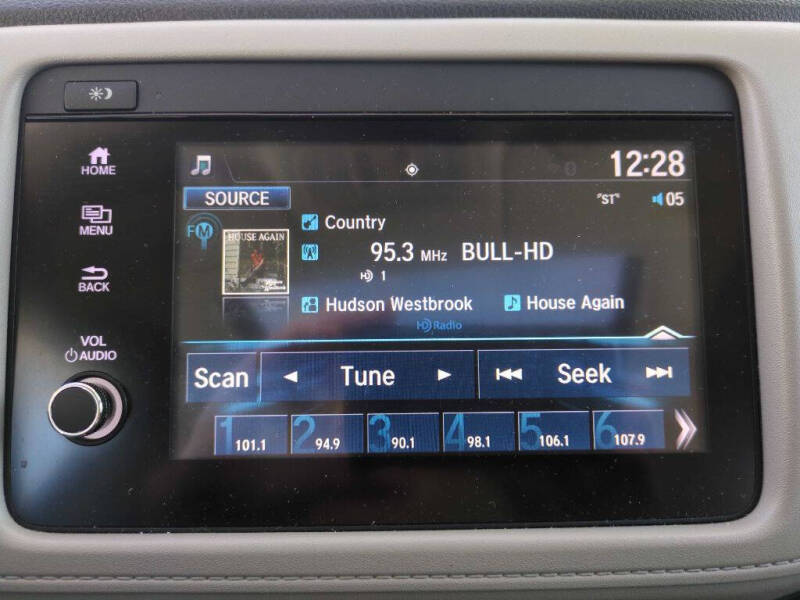 HOME
MENU
BACK
VOL
AUDIO
12:28
SOURCE
"ST"
05
FM
Country
HOUSE AGAIN
95.3 MHz BULL-HD
HD 1
Hudson Westbrook
House Again
HD Radio
Scan
Tune
Seek
1 101.1
2 94.9
3 90.1
4 98.1
5 106.1
6 107.9